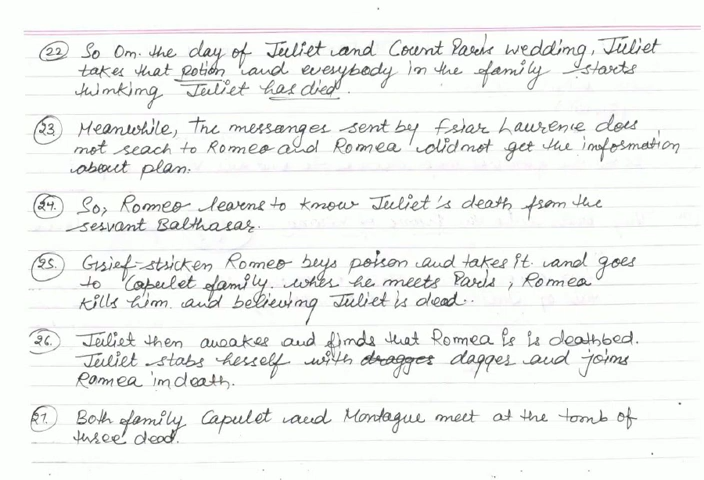 22 So On. the day of Juliet and Count Paris wedding, Juliet
takes that potion and everybody in the family starts
thinking Juliet has died.
23. Meanwhile, The messanges sent by friar Laurence does
not reach to Romeo and Romea did not get the information
about plan.
24. So, Romeo learns to know Juliet's death from the
servant Balthasar.
25. Grief-stricken Romeo buys poison and takes it. and goes
to Capulet family. wher he meets Paris, Romea
kills him. and believing Juliet is dead..
26. Juliet then awakes and finds that Romea is is deathbed.
Juliet stabs herself with dragger dagger and joins
Romea in death.
27. Both family Capulet and Montague meet at the tomb of
three dead.